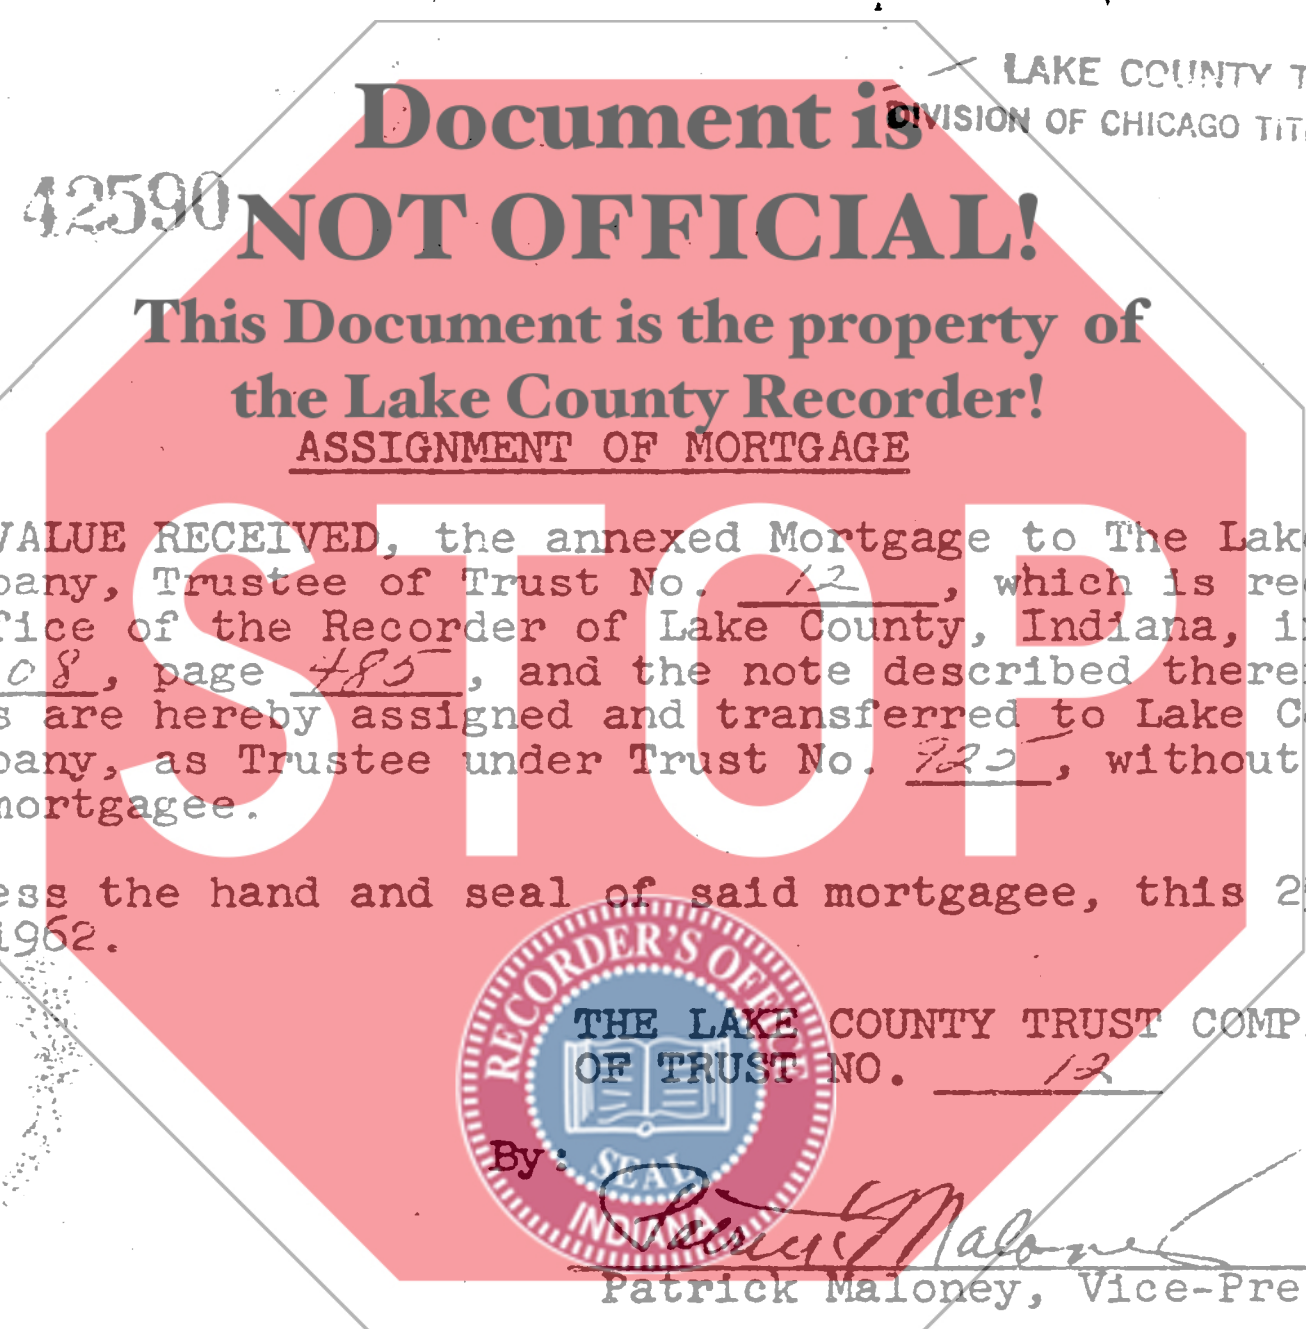 LAKE COUNTY T
DIVISION OF CHICAGO TIT
42590
Document is
NOT OFFICIAL!
This Document is the property of
the Lake County Recorder!
ASSIGNMENT OF MORTGAGE
STOP
VALUE RECEIVED, the annexed Mortgage to The Lak
pany, Trustee of Trust No. 12, which is re
fice of the Recorder of Lake County, Indiana, in
08, page 485, and the note described there
s are hereby assigned and transferred to Lake C
pany, as Trustee under Trust No. 925, without
mortgagee.
ess the hand and seal of said mortgagee, this 2
1962.
RECORDER'S OFFICE
SEAL
INDIANA
THE LAKE COUNTY TRUST COMP
OF TRUST NO. 12
By:
Patrick Maloney
Patrick Maloney, Vice-Pre